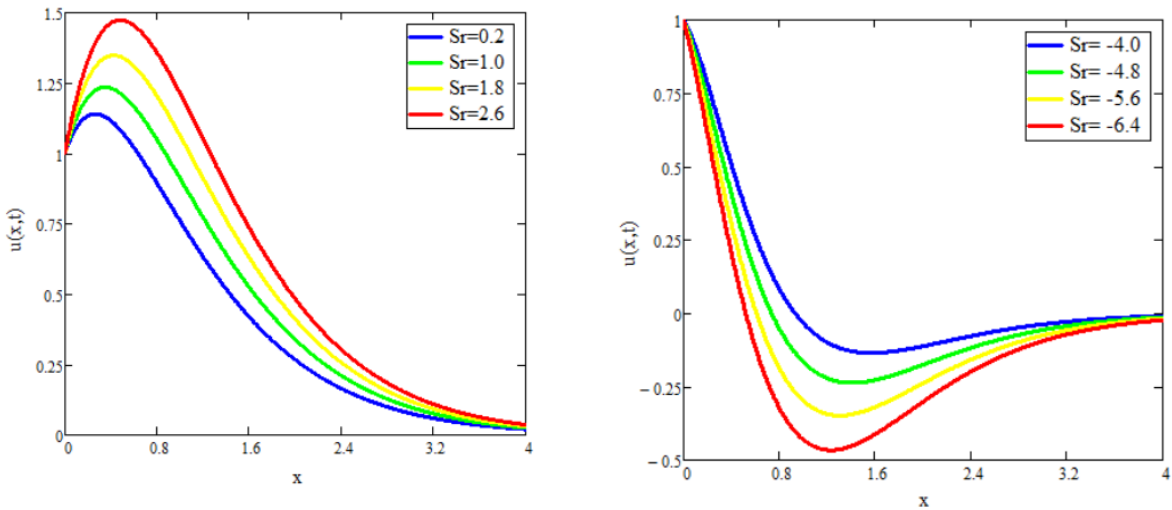 1.5
1.25
1
0.75
0.5
0.25
0
u(x,t)
Sr=0.2
Sr=1.0
Sr=1.8
Sr=2.6
0 0.8 1.6 2.4 3.2 4
x
1
0.75
0.5
0.25
0
− 0.25
− 0.5
u(x,t)
Sr= -4.0
Sr= -4.8
Sr= -5.6
Sr= -6.4
0 0.8 1.6 2.4 3.2 4
x